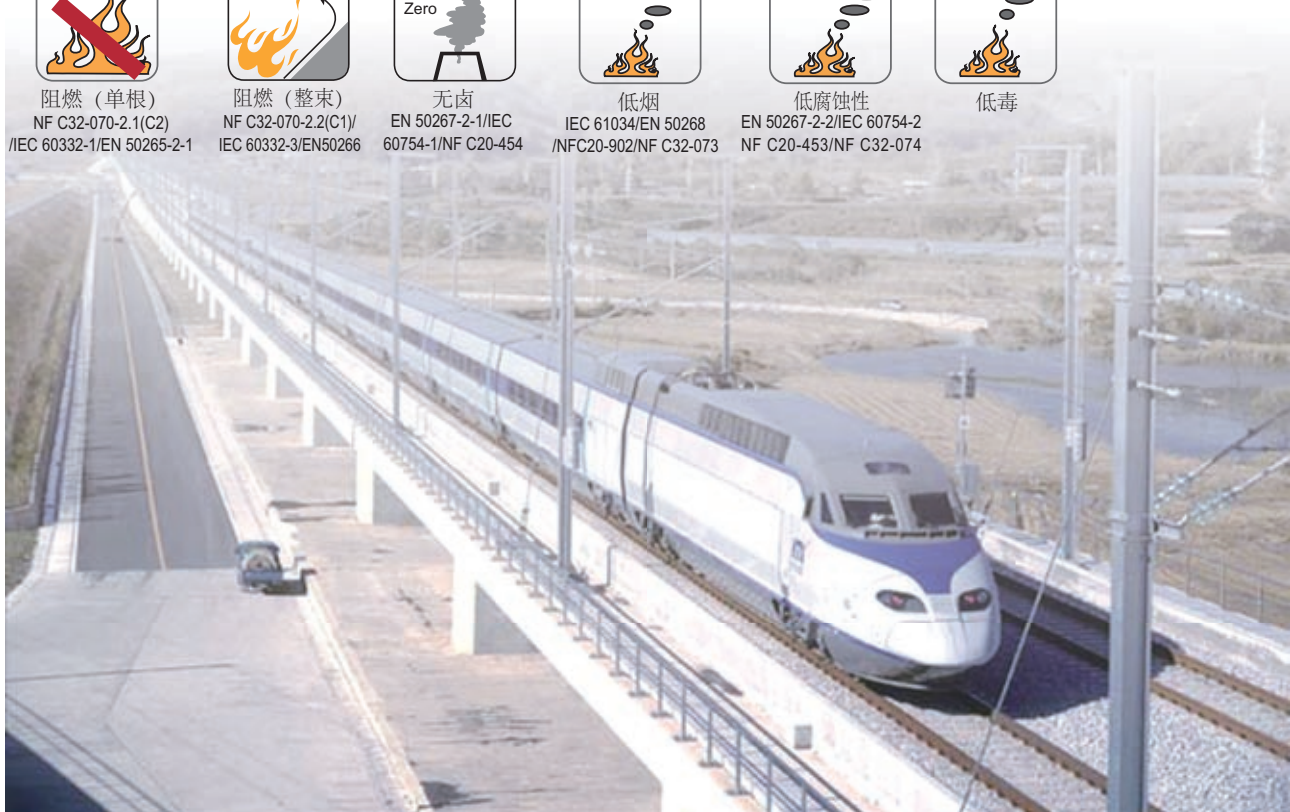 Zero
阻燃（单根）
NF C32-070-2.1(C2)
/IEC 60332-1/EN 50265-2-1
阻燃（整束）
NF C32-070-2.2(C1)/
IEC 60332-3/EN50266
无卤
EN 50267-2-1/IEC
60754-1/NF C20-454
低烟
IEC 61034/EN 50268
/NFC20-902/NF C32-073
低腐蚀性
EN 50267-2-2/IEC 60754-2
NF C20-453/NF C32-074
低毒